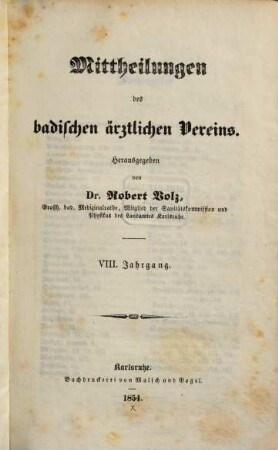 Mittheilungen
des
badischen ärztlichen Vereins.
Herausgegeben
von
Dr. Robert Volz,
Großh. bad. Medizinalrathe, Mitglied der Sanitätskommission und
Physikus des Landamtes Karlsruhe.
VIII. Jahrgang.
Karlsruhe.
Buchdruckerei von Malsch und Vogel.
1854.
X